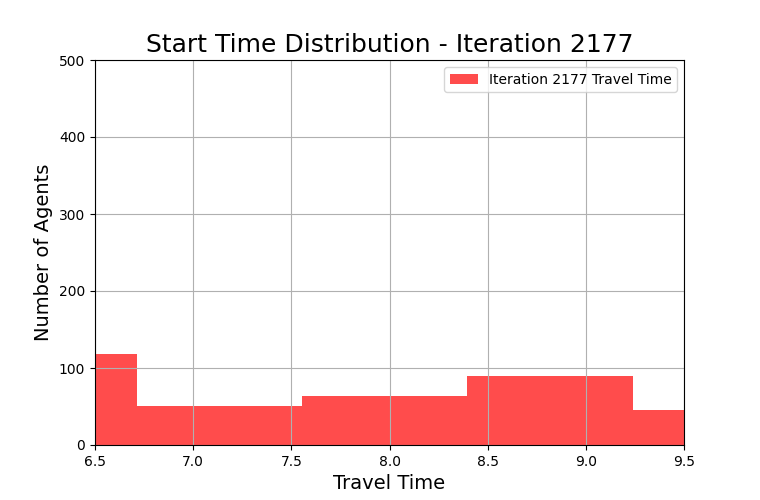 Start Time Distribution - Iteration 2177
Iteration 2177 Travel Time
Number of Agents
500
400
300
200
100
0
6.5 7.0 7.5 8.0 8.5 9.0 9.5
Travel Time